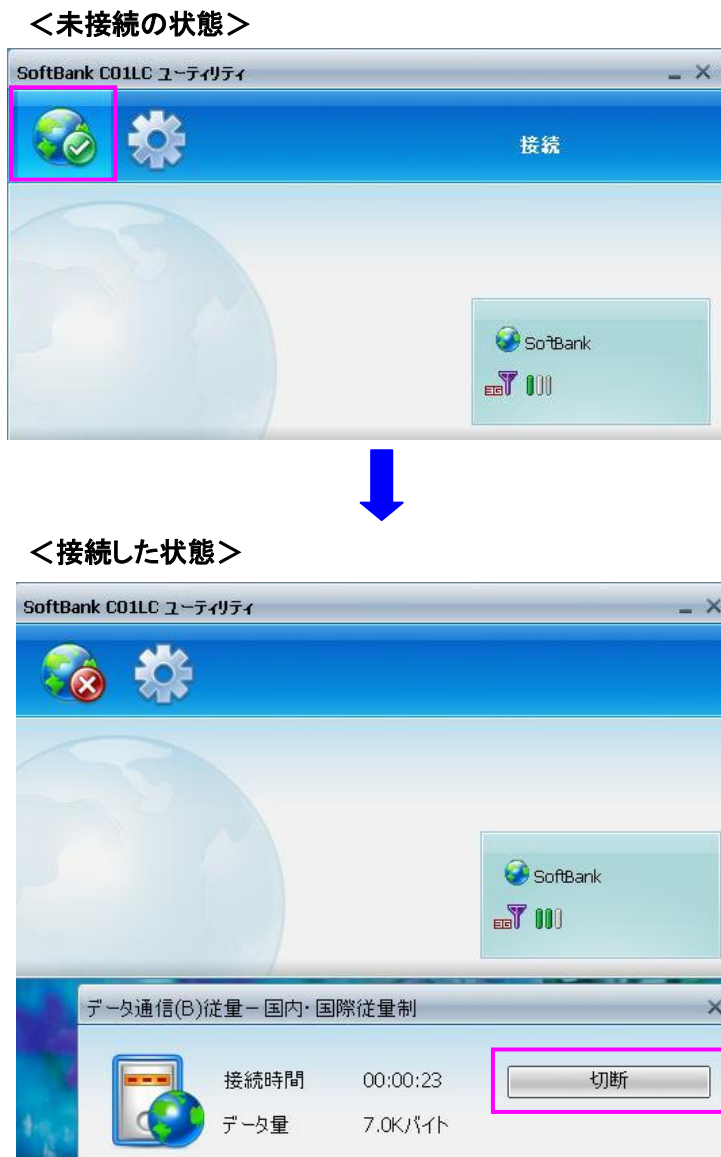 ＜未接続の状態＞
SoftBank C01LC ユーティリティ
接続
SoftBank
EG
＜接続した状態＞
SoftBank C01LC ユーティリティ
SoftBank
EG
データ通信(B)従量－国内・国際従量制
接続時間 00:00:23 切断
データ量 7.0Kバイト